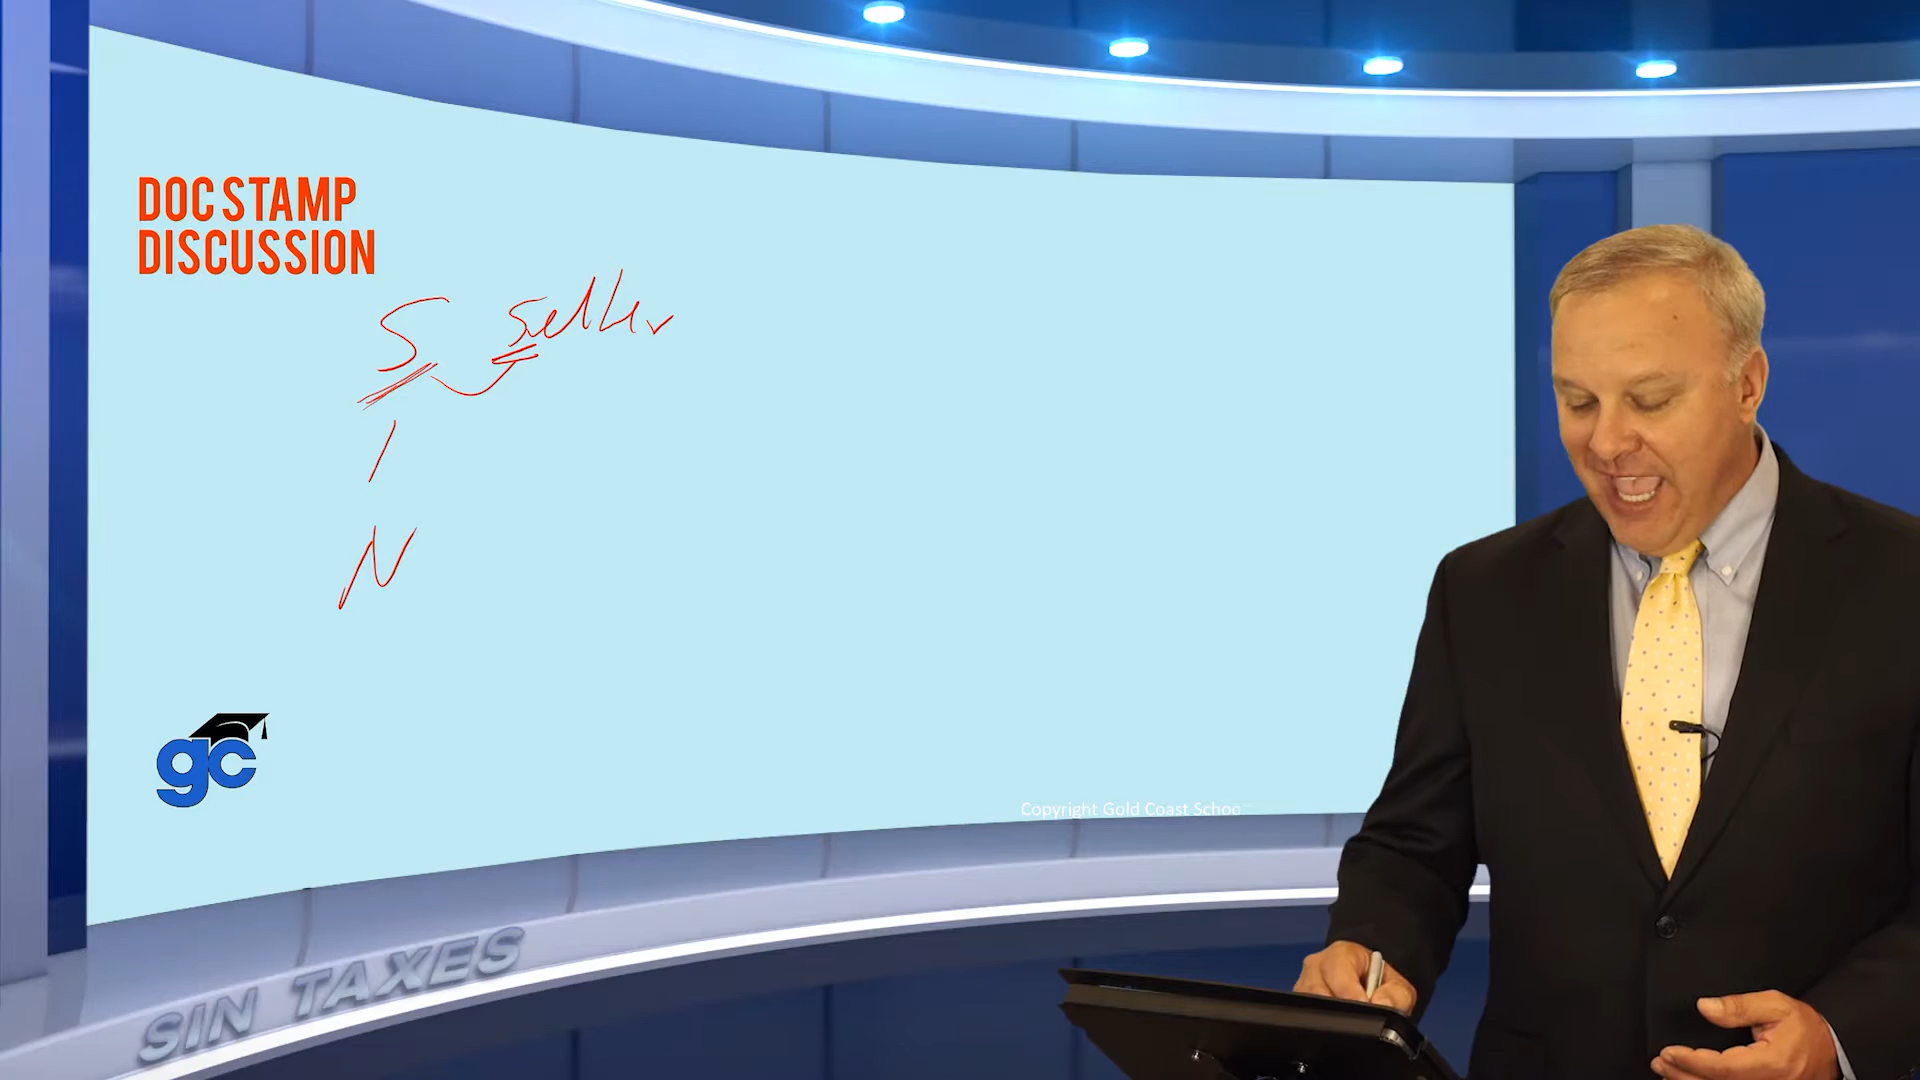 DOC STAMP
DISCUSSION
S Seller
I
N
gc
Copyright Gold Coast Schoo
SIN TAXES